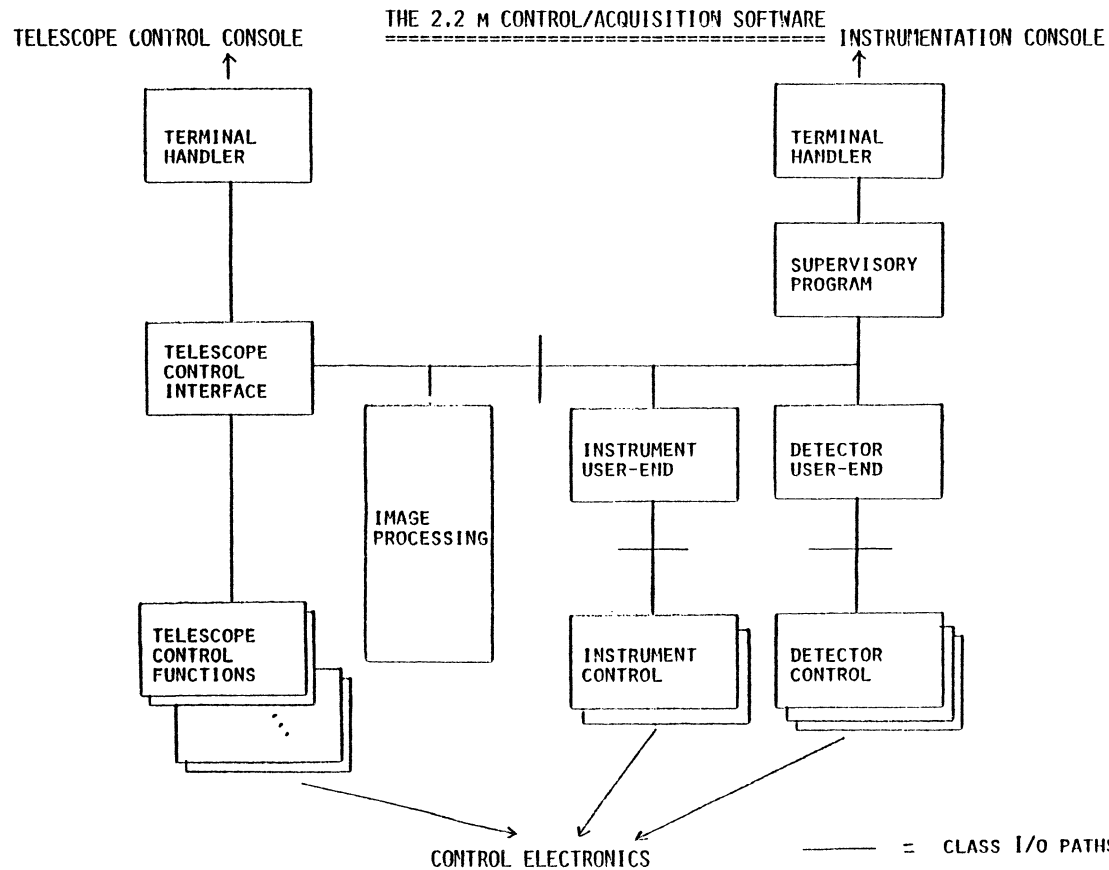 THE 2.2 M CONTROL/ACQUISITION SOFTWARE
======================================
TELESCOPE CONTROL CONSOLE
INSTRUMENTATION CONSOLE
TERMINAL
HANDLER
TERMINAL
HANDLER
SUPERVISORY
PROGRAM
TELESCOPE
CONTROL
INTERFACE
IMAGE
PROCESSING
INSTRUMENT
USER-END
DETECTOR
USER-END
TELESCOPE
CONTROL
FUNCTIONS
INSTRUMENT
CONTROL
DETECTOR
CONTROL
CONTROL ELECTRONICS
= CLASS I/O PATHS